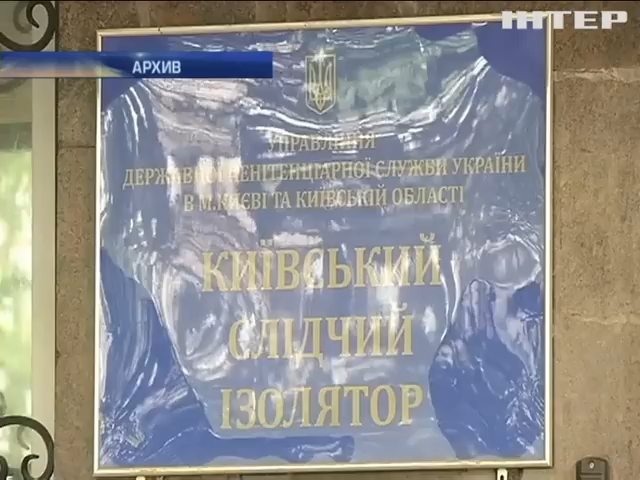 ІНТЕР
АРХИВ
УПРАВЛІННЯ
ДЕРЖАВНОЇ ПЕНІТЕНЦІАРНОЇ СЛУЖБИ УКРАЇНИ
В М.КИЄВІ ТА КИЇВСЬКІЙ ОБЛАСТІ
КИЇВСЬКИЙ
СЛІДЧИЙ
ІЗОЛЯТОР